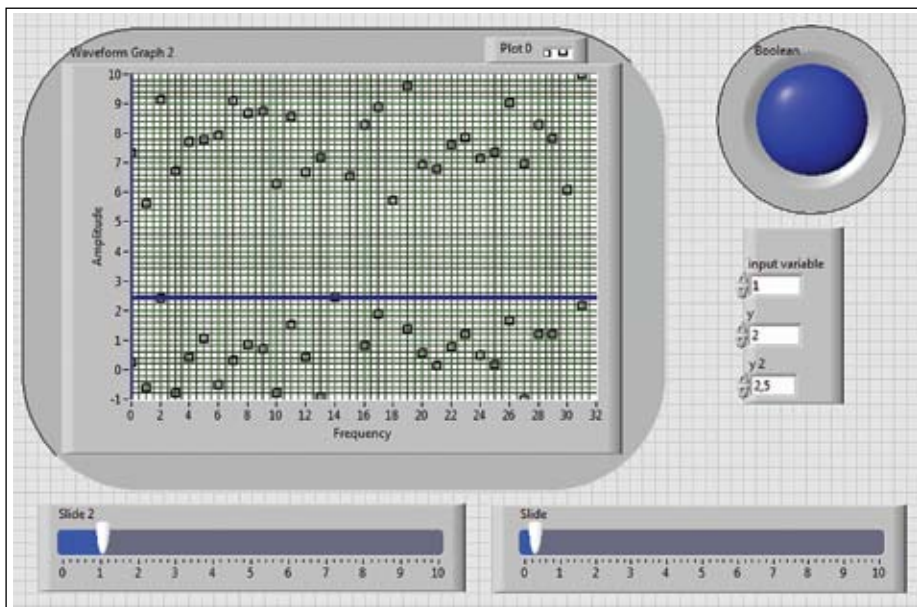 Waveform Graph 2
Plot 0
Boolean
10
9
8
7
6
5
4
3
2
1
0
-1
Amplitude
0 2 4 6 8 10 12 14 16 18 20 22 24 26 28 30 32
Frequency
input variable
1
y
2
y 2
2,5
Slide 2
0 1 2 3 4 5 6 7 8 9 10
Slide
0 1 2 3 4 5 6 7 8 9 10